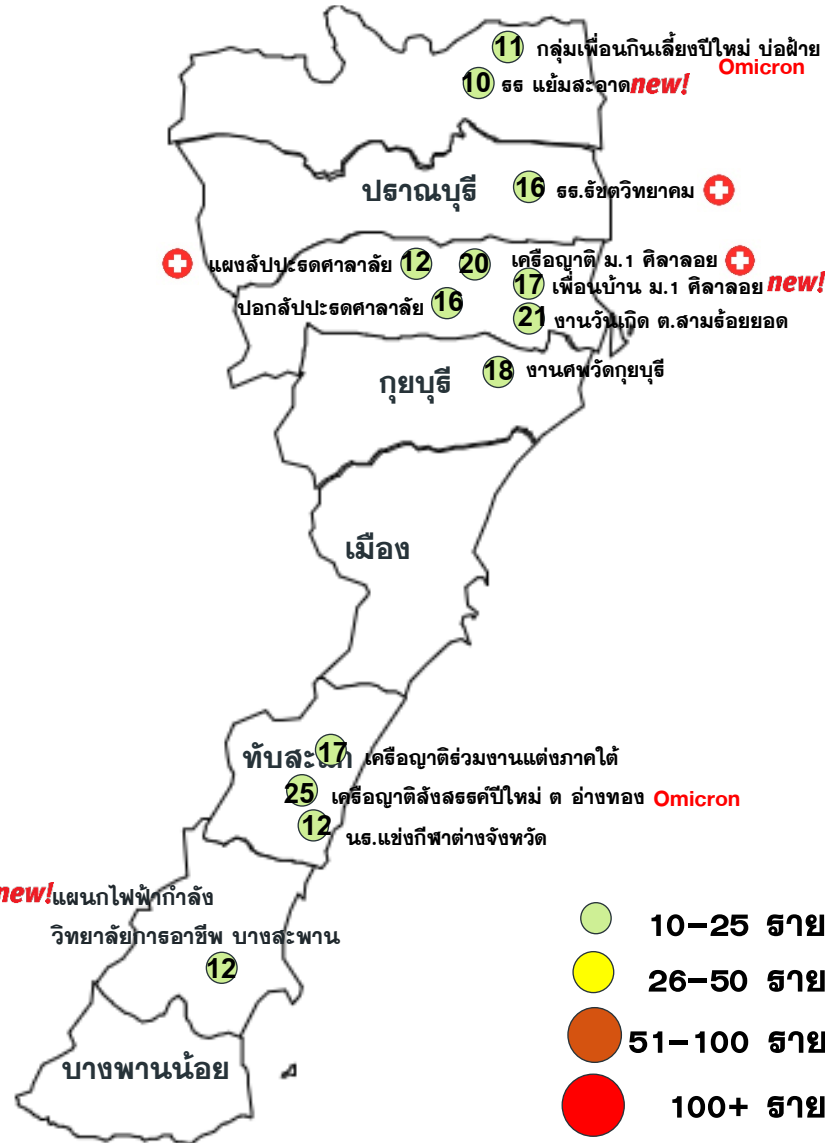 11 กลุ่มเพื่อนกินเลี้ยงปีใหม่ บ่อฝ้าย
Omicron
10 รร แย้มสะอาด new!
ปราณบุรี
16 รร.รัชตวิทยาคม
แผงสัปปะรดศาลาลัย 12
20 เครือญาติ ม.1 ศิลาลอย
17 เพื่อนบ้าน ม.1 ศิลาลอย new!
ปอกสัปปะรดศาลาลัย 16
21 งานวันเกิด ต.สามร้อยยอด
กุยบุรี
18 งานศพวัดกุยบุรี
เมือง
17 เครือญาติร่วมงานแต่งภาคใต้
25 เครือญาติสังสรรค์ปีใหม่ ต อ่างทอง Omicron
12 นร.แข่งกีฬาต่างจังหวัด
new! แผนกไฟฟ้ากำลัง
วิทยาลัยการอาชีพ บางสะพาน
12
บางพานน้อย
10-25 ราย
26-50 ราย
51-100 ราย
100+ ราย